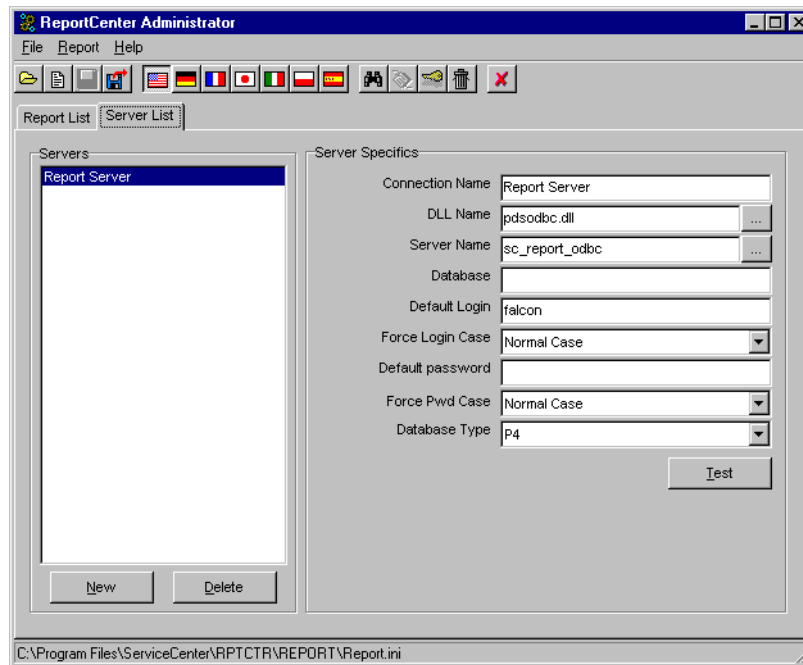 ReportCenter Administrator
File Report Help
Report List Server List
Servers
Report Server
New Delete
Server Specifics
Connection Name Report Server
DLL Name pdsodbc.dll ...
Server Name sc_report_odbc ...
Database
Default Login falcon
Force Login Case Normal Case
Default password
Force Pwd Case Normal Case
Database Type P4
Test
C:\Program Files\ServiceCenter\RPTCTR\REPORT\Report.ini